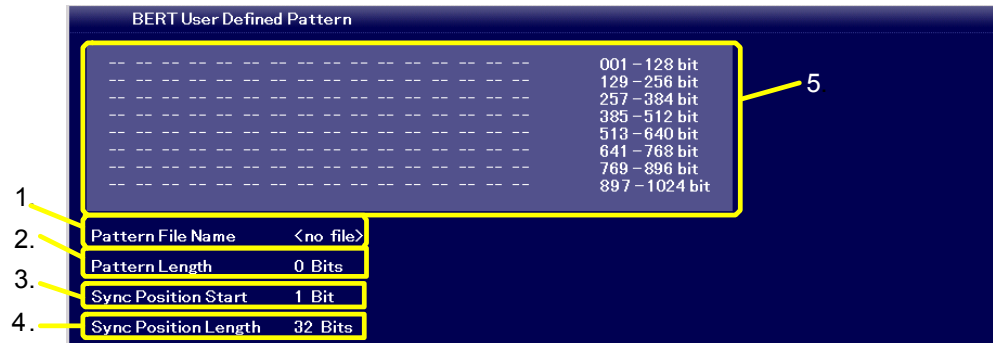 BERT User Defined Pattern
-- -- -- -- -- -- -- -- -- -- -- -- -- -- -- -- 001 – 128 bit
-- -- -- -- -- -- -- -- -- -- -- -- -- -- -- -- 129 – 256 bit
-- -- -- -- -- -- -- -- -- -- -- -- -- -- -- -- 257 – 384 bit
-- -- -- -- -- -- -- -- -- -- -- -- -- -- -- -- 385 – 512 bit
-- -- -- -- -- -- -- -- -- -- -- -- -- -- -- -- 513 – 640 bit
-- -- -- -- -- -- -- -- -- -- -- -- -- -- -- -- 641 – 768 bit
-- -- -- -- -- -- -- -- -- -- -- -- -- -- -- -- 769 – 896 bit
-- -- -- -- -- -- -- -- -- -- -- -- -- -- -- -- 897 – 1024 bit
5
1. Pattern File Name <no file>
2. Pattern Length 0 Bits
3. Sync Position Start 1 Bit
4. Sync Position Length 32 Bits